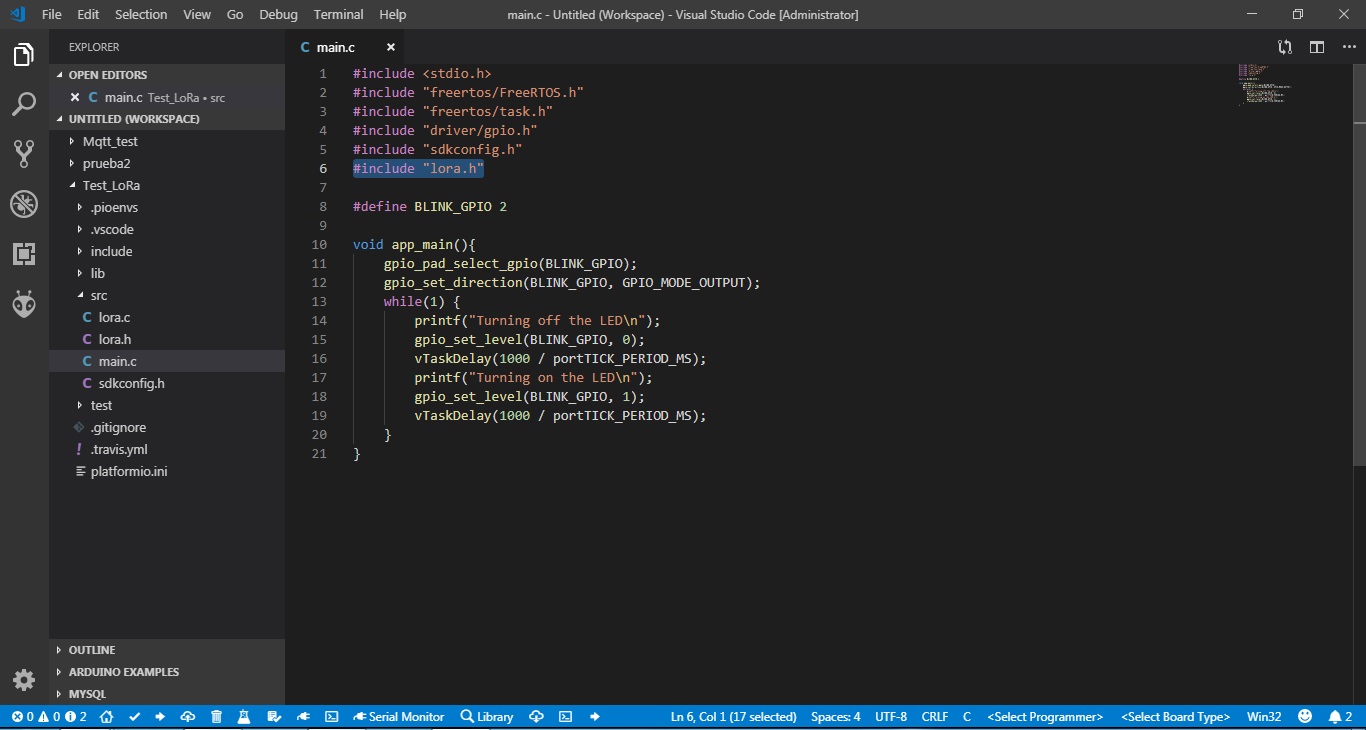 File Edit Selection View Go Debug Terminal Help main.c - Untitled (Workspace) - Visual Studio Code [Administrator]
EXPLORER
OPEN EDITORS
main.c Test_LoRa • src
UNTITLED (WORKSPACE)
Mqtt_test
prueba2
Test_LoRa
.pioenvs
.vscode
include
lib
src
C lora.c
C lora.h
C main.c
C sdkconfig.h
test
.gitignore
! .travis.yml
platformio.ini
OUTLINE
ARDUINO EXAMPLES
MYSQL
C main.c
1 #include <stdio.h>
2 #include "freertos/FreeRTOS.h"
3 #include "freertos/task.h"
4 #include "driver/gpio.h"
5 #include "sdkconfig.h"
6 #include "lora.h"
7
8 #define BLINK_GPIO 2
9
10 void app_main(){
11 gpio_pad_select_gpio(BLINK_GPIO);
12 gpio_set_direction(BLINK_GPIO, GPIO_MODE_OUTPUT);
13 while(1) {
14 printf("Turning off the LED\n");
15 gpio_set_level(BLINK_GPIO, 0);
16 vTaskDelay(1000 / portTICK_PERIOD_MS);
17 printf("Turning on the LED\n");
18 gpio_set_level(BLINK_GPIO, 1);
19 vTaskDelay(1000 / portTICK_PERIOD_MS);
20 }
21 }
0 0 2 Serial Monitor Library Ln 6, Col 1 (17 selected) Spaces: 4 UTF-8 CRLF C <Select Programmer> <Select Board Type> Win32 2